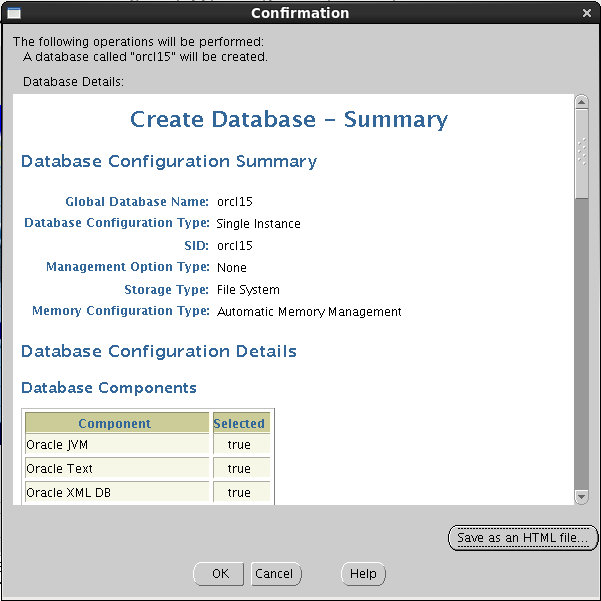 Confirmation
The following operations will be performed:
A database called "orcl15" will be created.
Database Details:
Create Database - Summary
Database Configuration Summary
Global Database Name: orcl15
Database Configuration Type: Single Instance
SID: orcl15
Management Option Type: None
Storage Type: File System
Memory Configuration Type: Automatic Memory Management
Database Configuration Details
Database Components
Component Selected
Oracle JVM true
Oracle Text true
Oracle XML DB true
Save as an HTML file...
OK Cancel Help